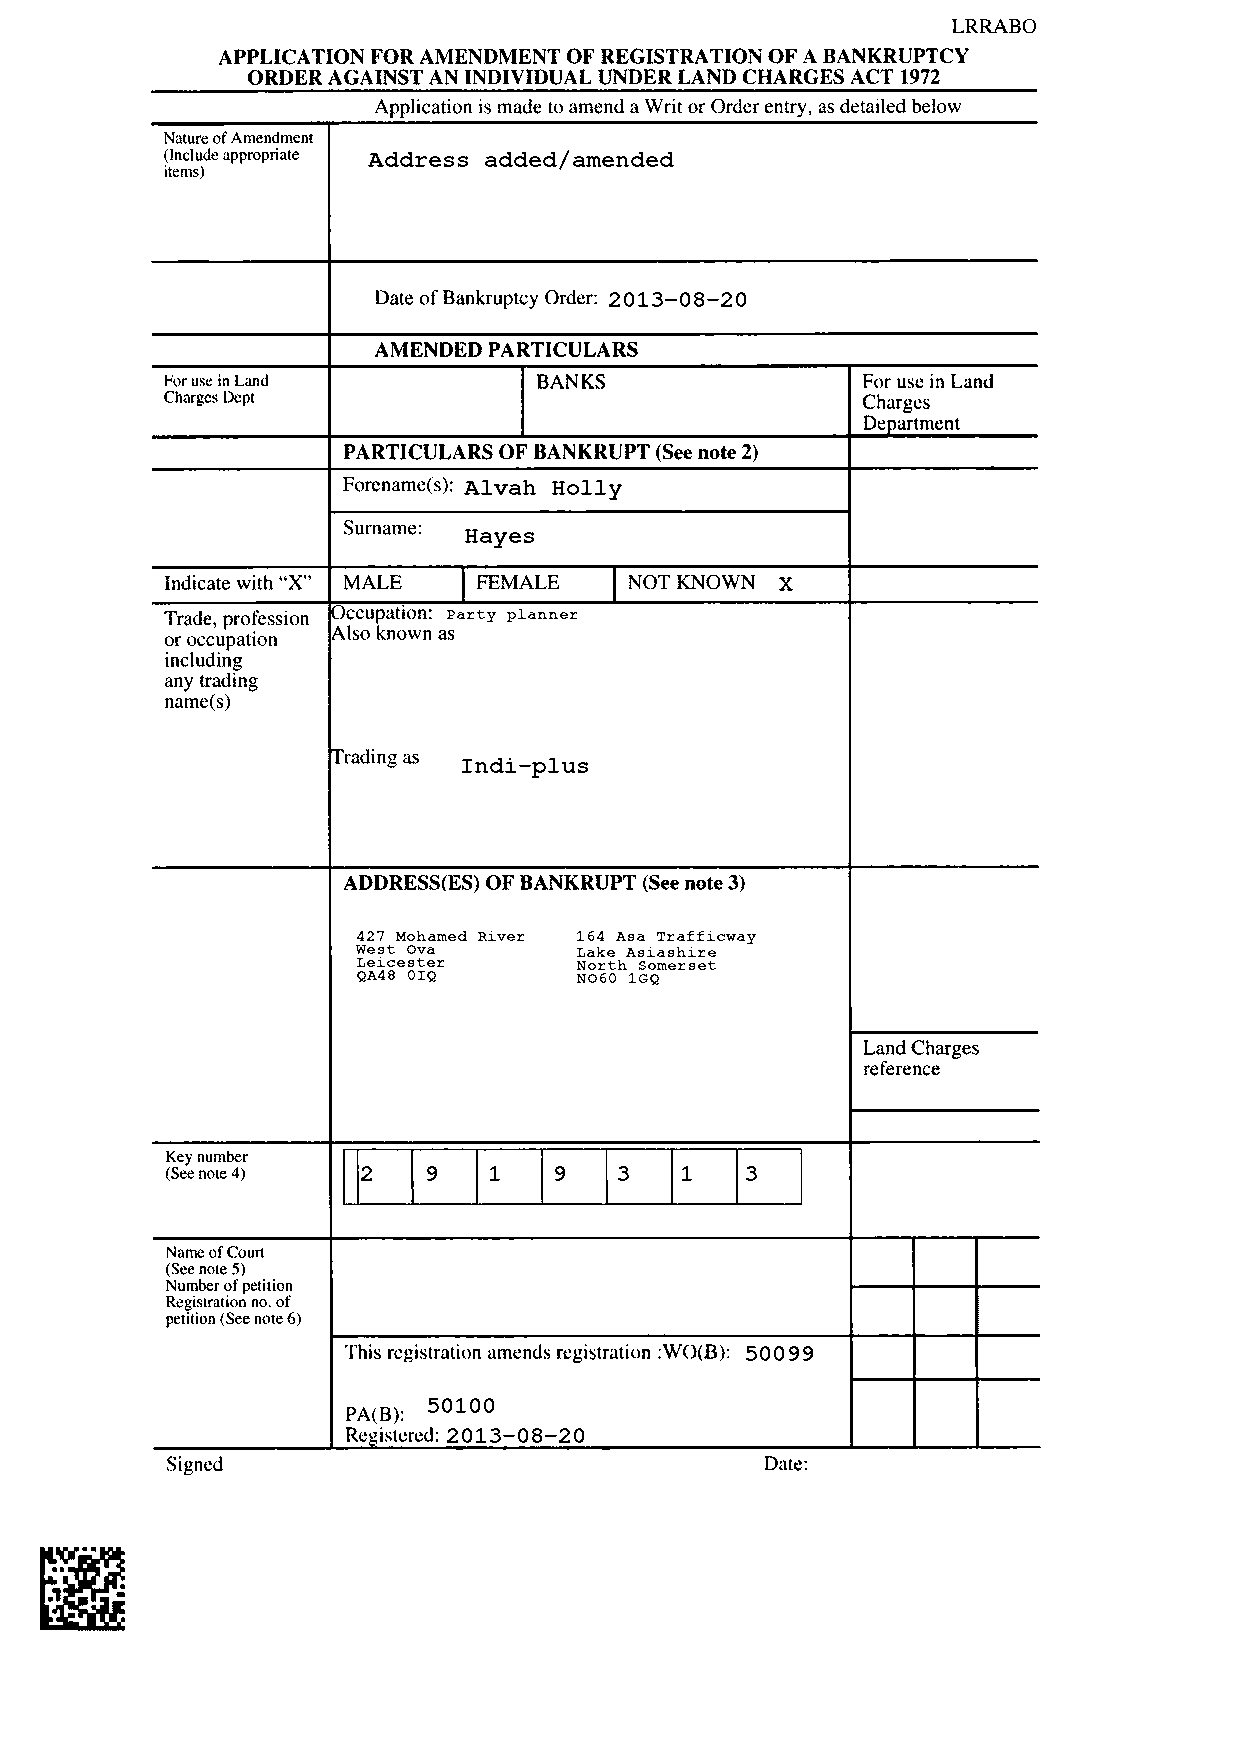 LRRABO
APPLICATION FOR AMENDMENT OF REGISTRATION OF A BANKRUPTCY
ORDER AGAINST AN INDIVIDUAL UNDER LAND CHARGES ACT 1972
Application is made to amend a Writ or Order entry, as detailed below
Nature of Amendment
(Include appropriate
items)
Address added/amended
Date of Bankruptcy Order: 2013-08-20
AMENDED PARTICULARS
For use in Land
Charges Dept
BANKS
For use in Land
Charges
Department
PARTICULARS OF BANKRUPT (See note 2)
Forename(s): Alvah Holly
Surname: Hayes
Indicate with “X” MALE FEMALE NOT KNOWN X
Trade, profession
or occupation
including
any trading
name(s)
Occupation: Party planner
Also known as
Trading as Indi-plus
ADDRESS(ES) OF BANKRUPT (See note 3)
427 Mohamed River
West Ova
Leicester
QA48 0IQ
164 Asa Trafficway
Lake Asiashire
North Somerset
NO60 1GQ
Land Charges
reference
Key number
(See note 4)
2 9 1 9 3 1 3
Name of Court
(See note 5)
Number of petition
Registration no. of
petition (See note 6)
This registration amends registration :WO(B): 50099
PA(B): 50100
Registered: 2013-08-20
Signed Date: